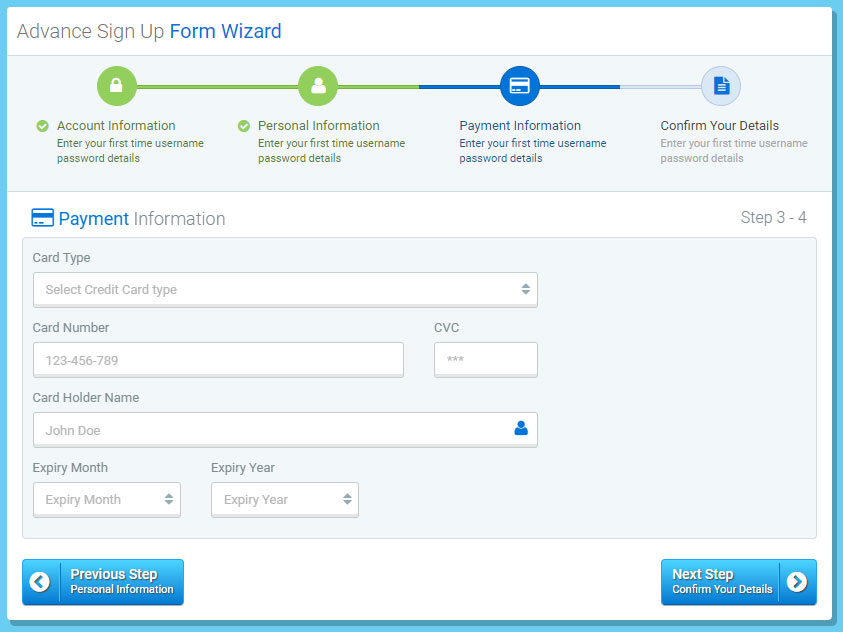 Advance Sign Up Form Wizard
Account Information
Enter your first time username
password details
Personal Information
Enter your first time username
password details
Payment Information
Enter your first time username
password details
Confirm Your Details
Enter your first time username
password details
Payment Information
Step 3 - 4
Card Type
Select Credit Card type
Card Number
CVC
123-456-789
***
Card Holder Name
John Doe
Expiry Month
Expiry Year
Expiry Month
Expiry Year
Previous Step
Personal Information
Next Step
Confirm Your Details